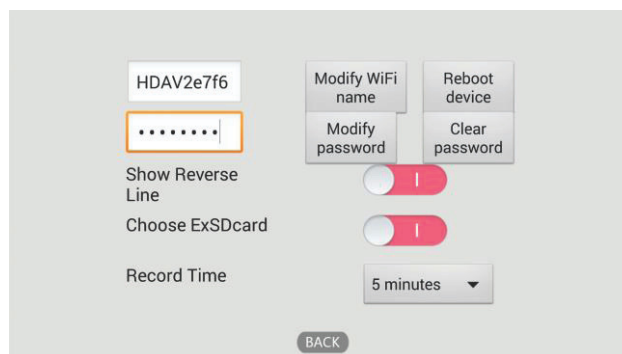 HDAV2e7f6
Modify WiFi name
Reboot device
••••••••
Modify password
Clear password
Show Reverse Line
Choose ExSDcard
Record Time
5 minutes
BACK